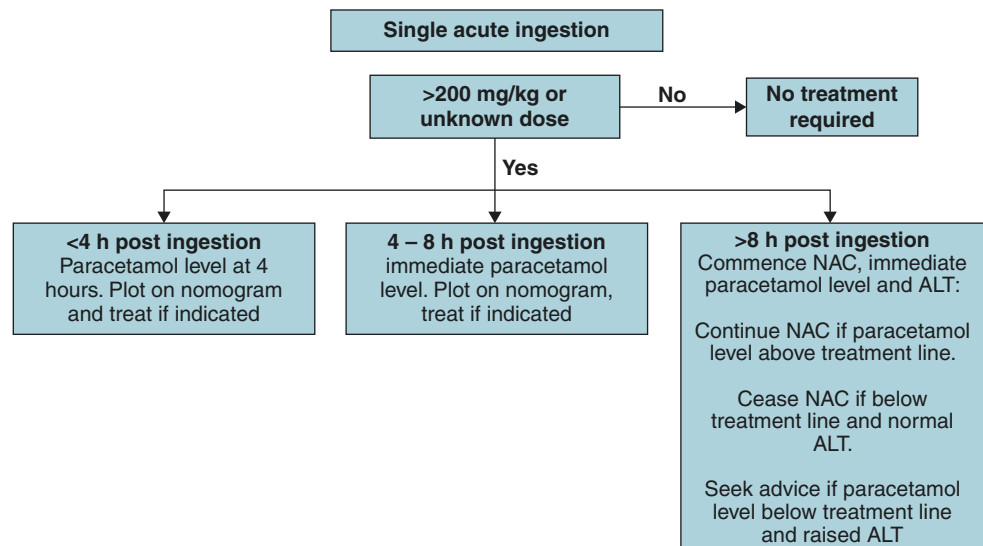 Single acute ingestion
>200 mg/kg or
unknown dose
No
No treatment
required
Yes
<4 h post ingestion
Paracetamol level at 4
hours. Plot on nomogram
and treat if indicated
4 – 8 h post ingestion
immediate paracetamol
level. Plot on nomogram,
treat if indicated
>8 h post ingestion
Commence NAC, immediate
paracetamol level and ALT:
Continue NAC if paracetamol
level above treatment line.
Cease NAC if below
treatment line and normal
ALT.
Seek advice if paracetamol
level below treatment line
and raised ALT